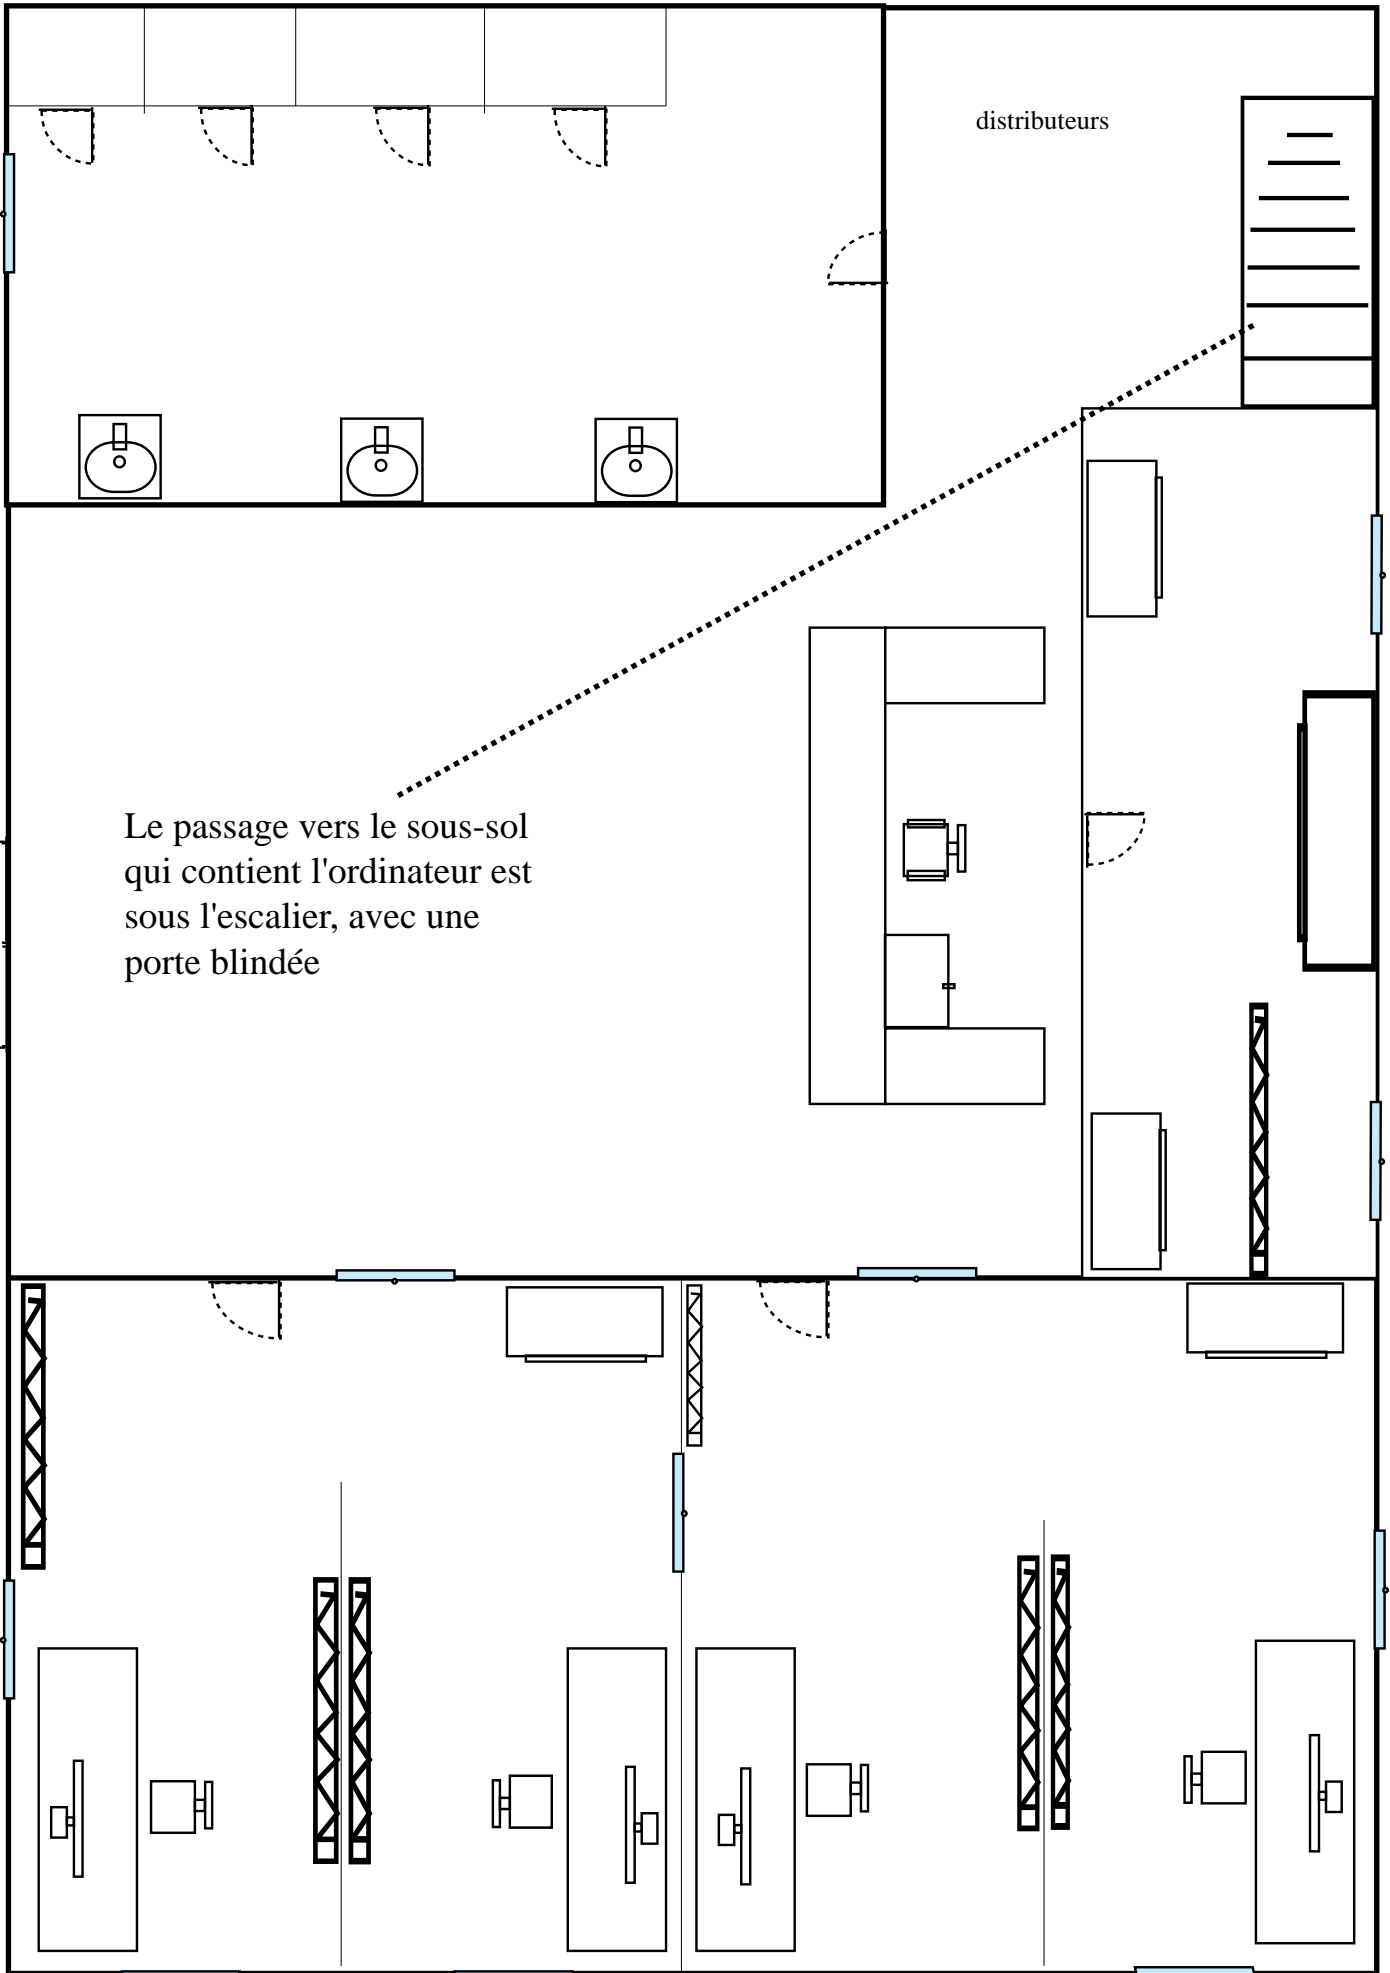 distributeurs
Le passage vers le sous-sol
qui contient l'ordinateur est
sous l'escalier, avec une
porte blindée